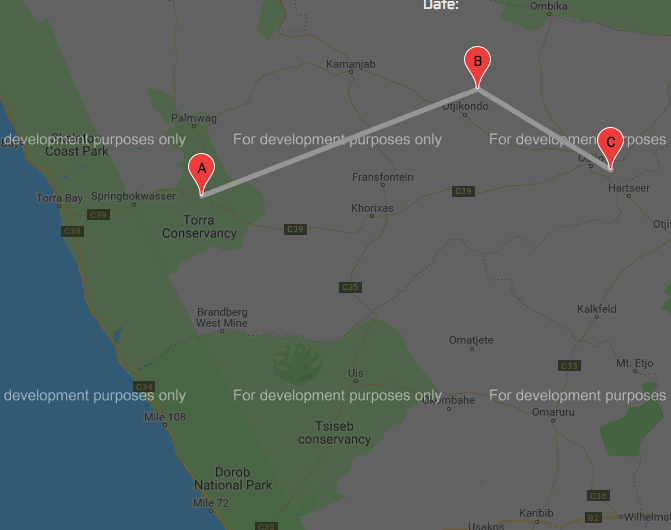 Date:
Ombika
Kamanjab
B
Otjikondo
Palmwag
development purposes only
For development purposes only
For development purposes
Coast Park
C
A
Fransfontein
Hartseer
Torra Bay
Springbokwasser
C39
Khorixas
C39
C34
Torra
Conservancy
C39
C35
Brandberg
West Mine
Kalkfeld
Omatjete
C33
Mt. Etjo
Uis
C34
development purposes only
For development purposes only
For development purposes
Mile 108
Omaruru
Tsiseb
conservancy
Dorob
National Park
Mile 72
C16
Karibib
B2
Usakos
C35